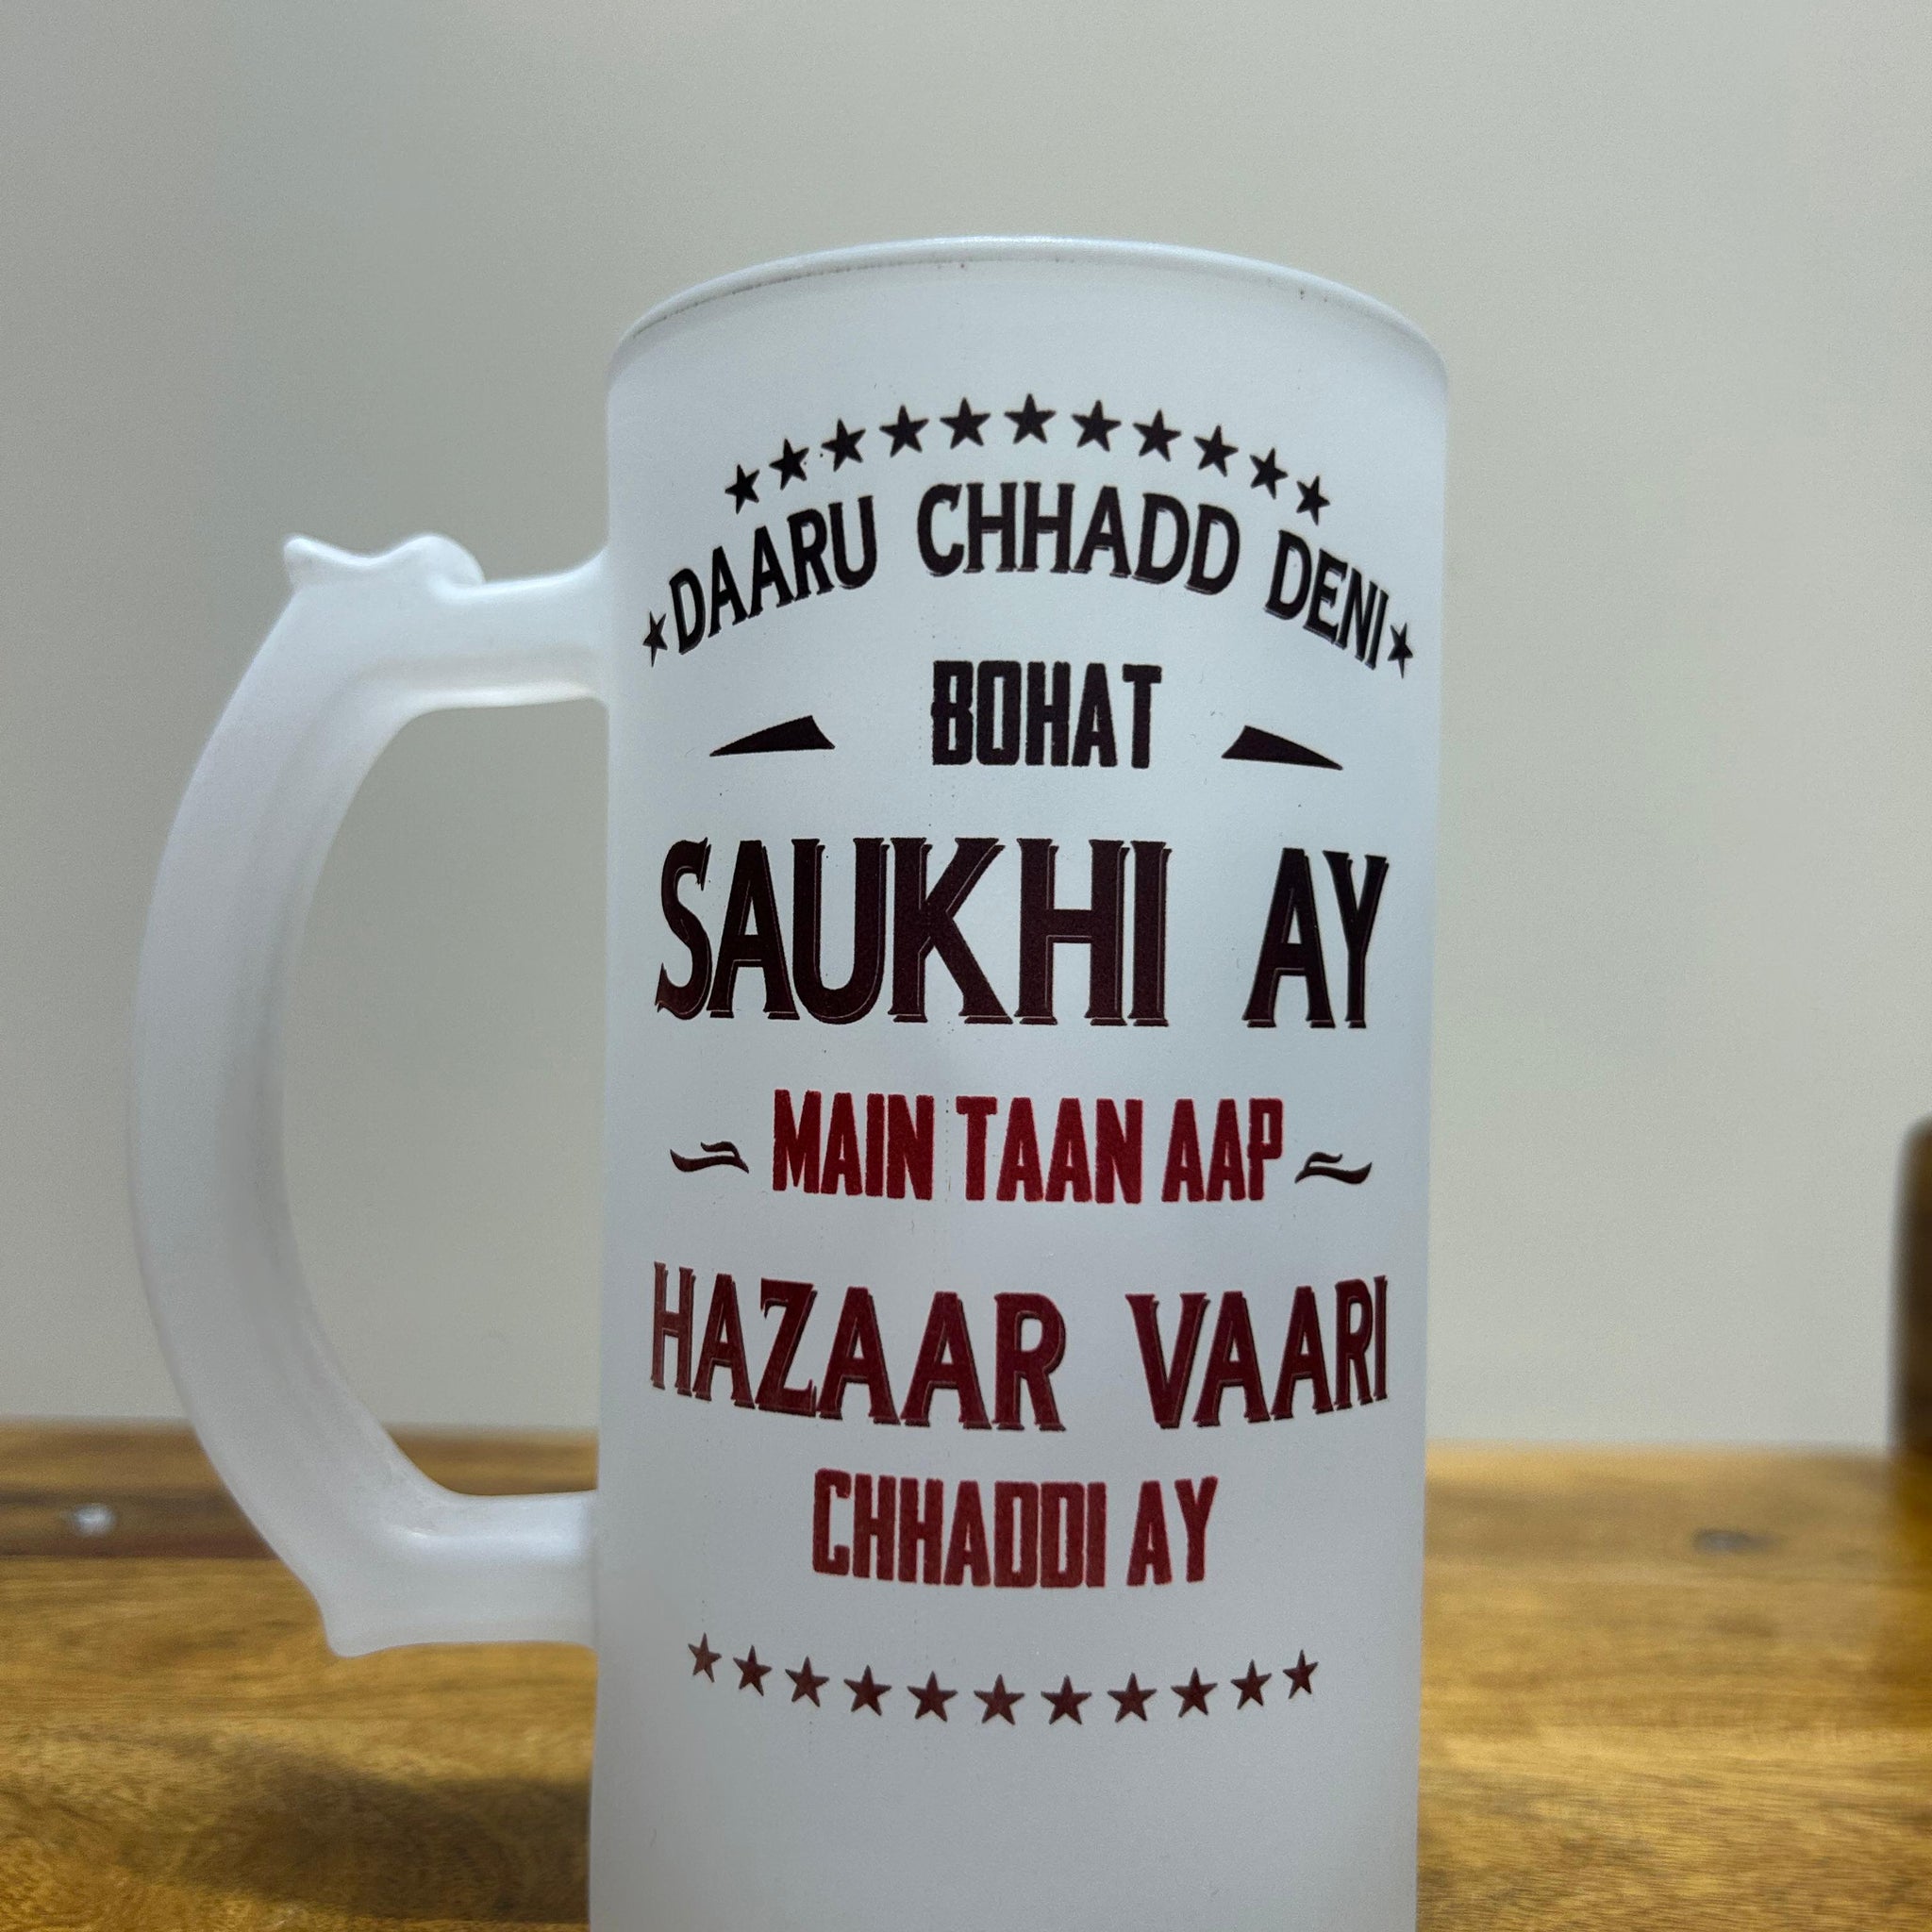 DAARU CHHADD DENI
BOHAT
SAUKHI AY
MAIN TAAN AAP
HAZAAR VAARI
CHHADDI AY